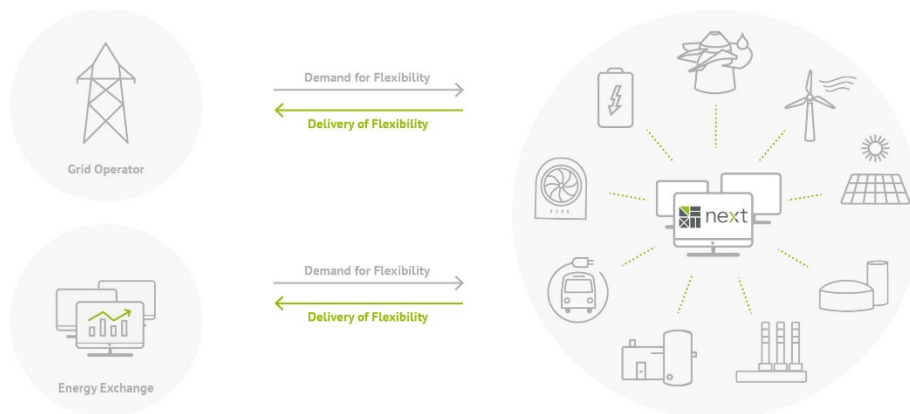 Demand for Flexibility
Delivery of Flexibility
Grid Operator
next
Demand for Flexibility
Delivery of Flexibility
Energy Exchange